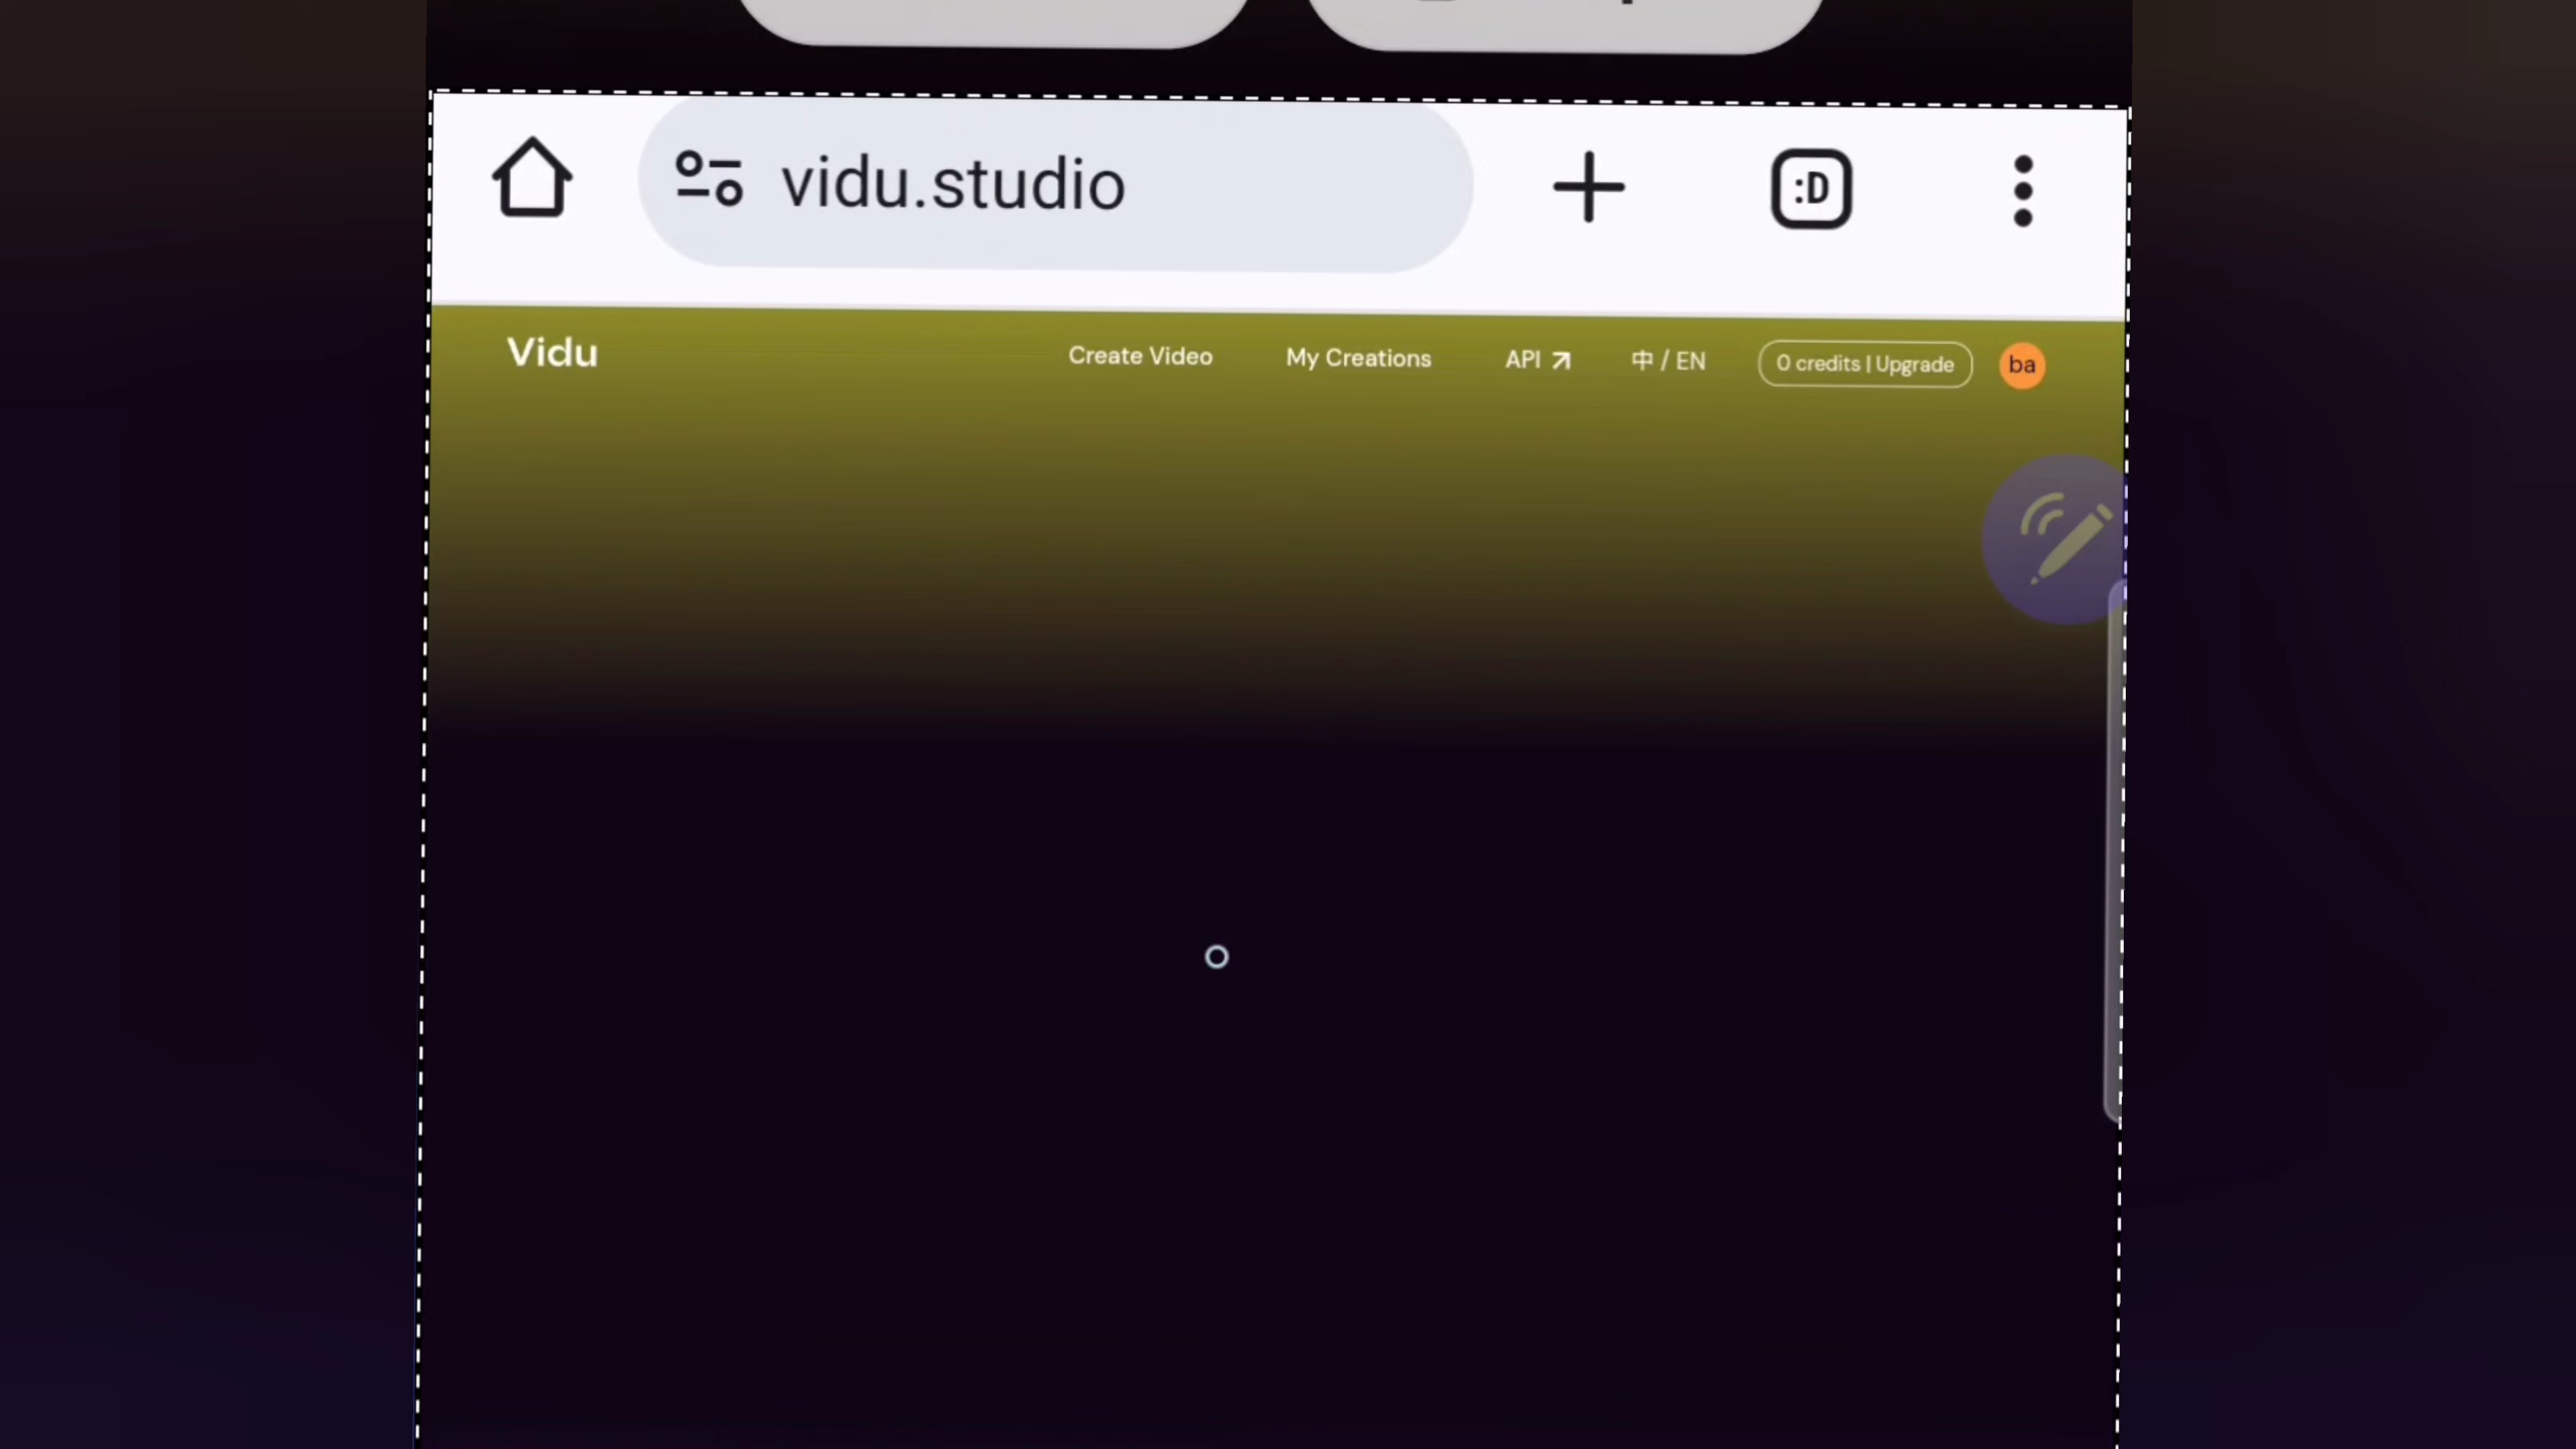 vidu.studio
:D
Vidu
Create Video
My Creations
API
中 / EN
0 credits | Upgrade
ba